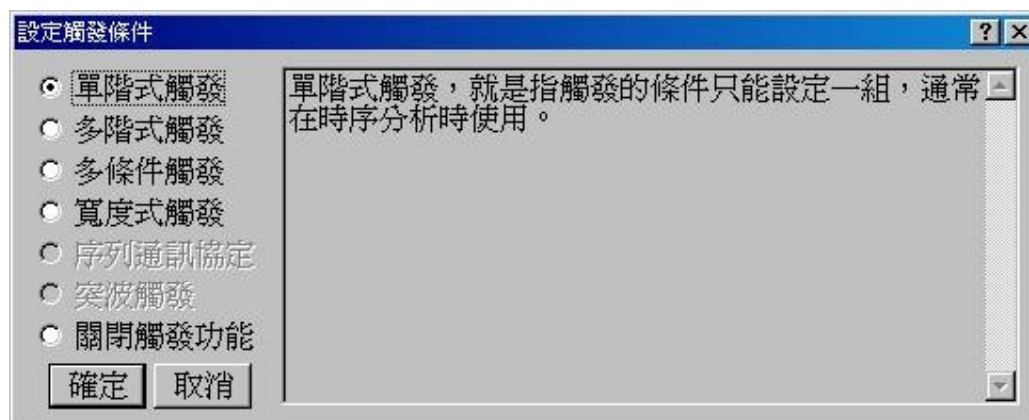 設定觸發條件
單階式觸發
多階式觸發
多條件觸發
寬度式觸發
序列通訊協定
突波觸發
關閉觸發功能
確定 取消
單階式觸發，就是指觸發的條件只能設定一組，通常
在時序分析時使用。